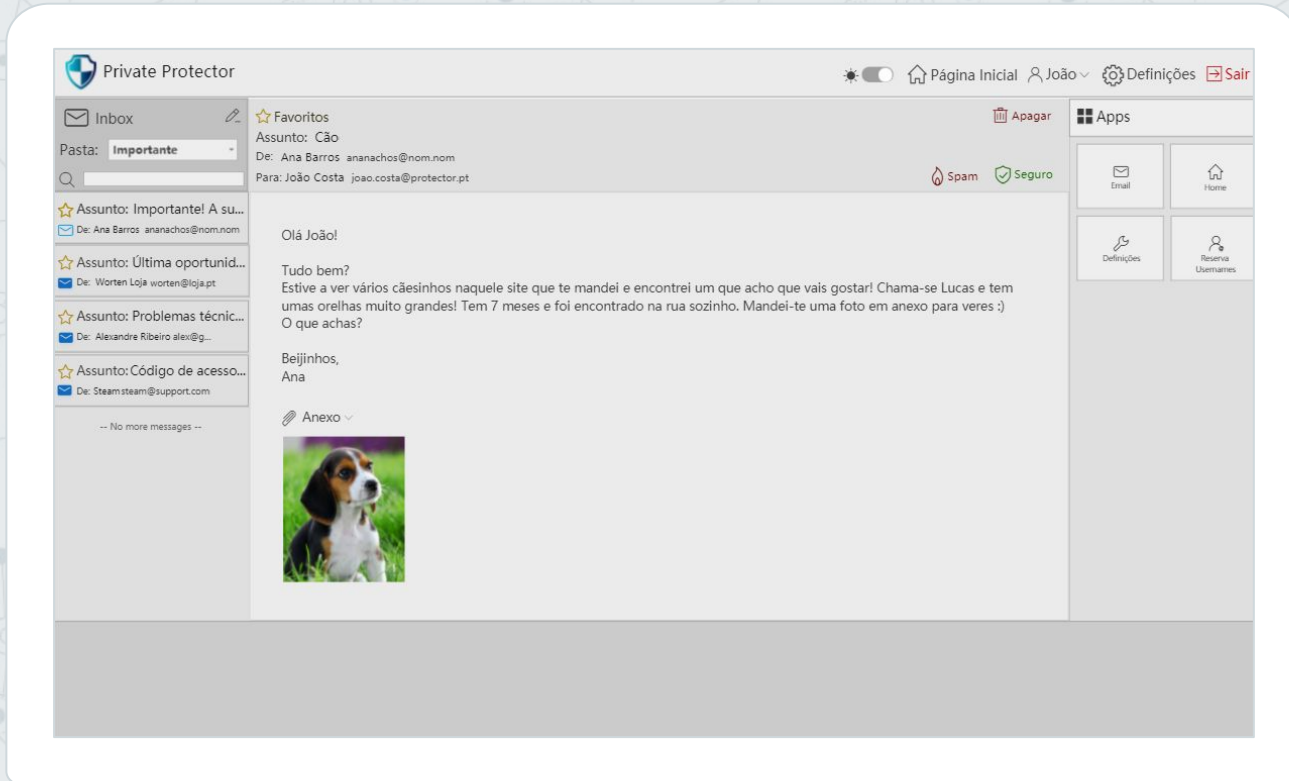 Private Protector
Página Inicial João Definições Sair
Inbox
Pasta: Importante
Assunto: Importante! A su...
De: Ana Barros ananachos@nom.nom
Assunto: Última oportunid...
De: Worten Loja worten@loja.pt
Assunto: Problemas técnic...
De: Alexandre Ribeiro alex@g...
Assunto: Código de acesso...
De: Steam steam@support.com
-- No more messages --
Favoritos
Apagar
Assunto: Cão
De: Ana Barros ananachos@nom.nom
Para: João Costa joao.costa@protector.pt
Spam Seguro
Olá João!
Tudo bem?
Estive a ver vários cãesinhos naquele site que te mandei e encontrei um que acho que vais gostar! Chama-se Lucas e tem
umas orelhas muito grandes! Tem 7 meses e foi encontrado na rua sozinho. Mandei-te uma foto em anexo para veres :)
O que achas?
Beijinhos,
Ana
Anexo
Apps
Email
Home
Definições
Reserva
Usernames